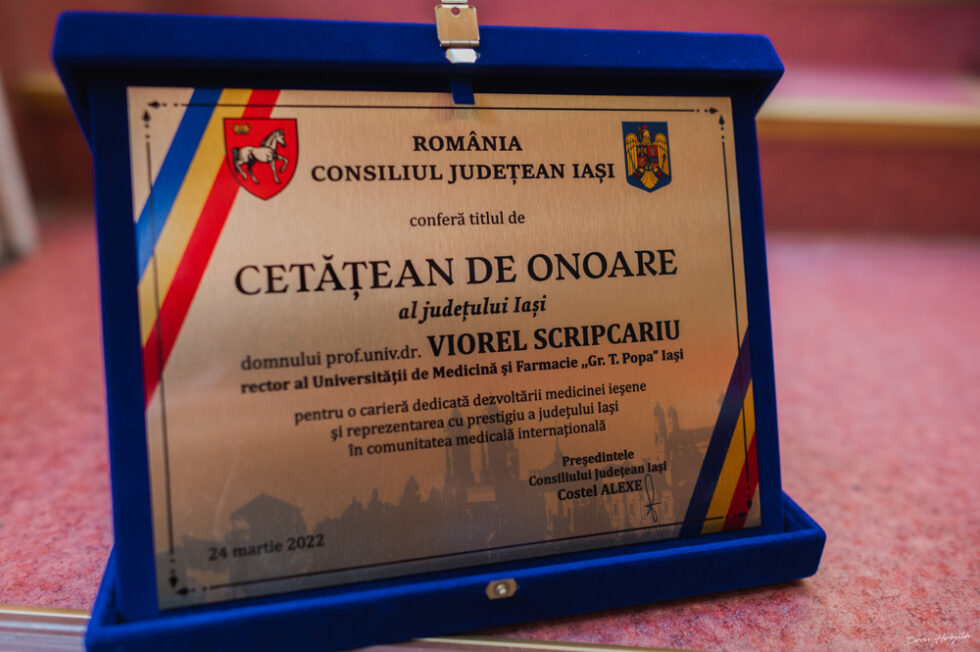 ROMÂNIA
CONSILIUL JUDEȚEAN IAȘI
conferă titlul de
CETĂȚEAN DE ONOARE
al județului Iași
domnului prof.univ.dr. VIOREL SCRIPCARIU
rector al Universității de Medicină și Farmacie ,,Gr. T. Popa” Iași
pentru o carieră dedicată dezvoltării medicinei ieșene
și reprezentarea cu prestigiu a județului Iași
în comunitatea medicală internațională
Președintele
Consiliului Județean Iași
Costel ALEXE
24 martie 2022